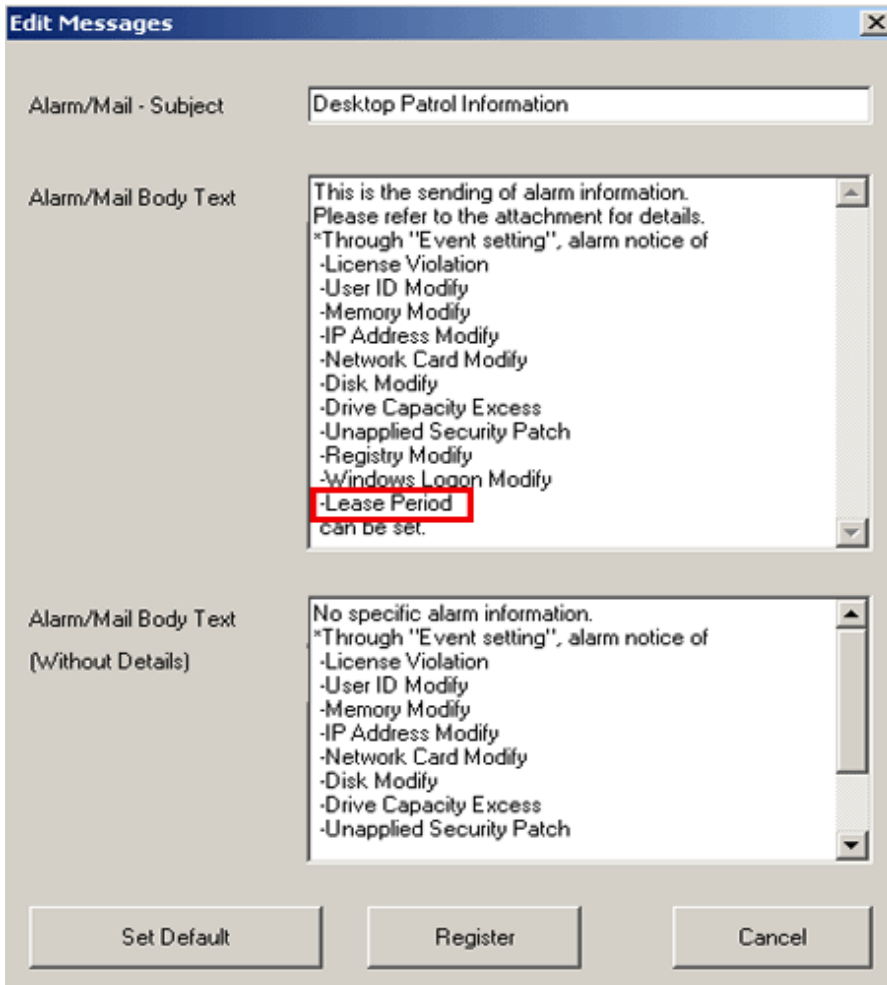 Edit Messages
Alarm/Mail - Subject
Desktop Patrol Information
Alarm/Mail Body Text
This is the sending of alarm information.
Please refer to the attachment for details.
*Through "Event setting", alarm notice of
-License Violation
-User ID Modify
-Memory Modify
-IP Address Modify
-Network Card Modify
-Disk Modify
-Drive Capacity Excess
-Unapplied Security Patch
-Registry Modify
-Windows Logon Modify
-Lease Period
can be set.
Alarm/Mail Body Text
(Without Details)
No specific alarm information.
*Through "Event setting", alarm notice of
-License Violation
-User ID Modify
-Memory Modify
-IP Address Modify
-Network Card Modify
-Disk Modify
-Drive Capacity Excess
-Unapplied Security Patch
Set Default
Register
Cancel